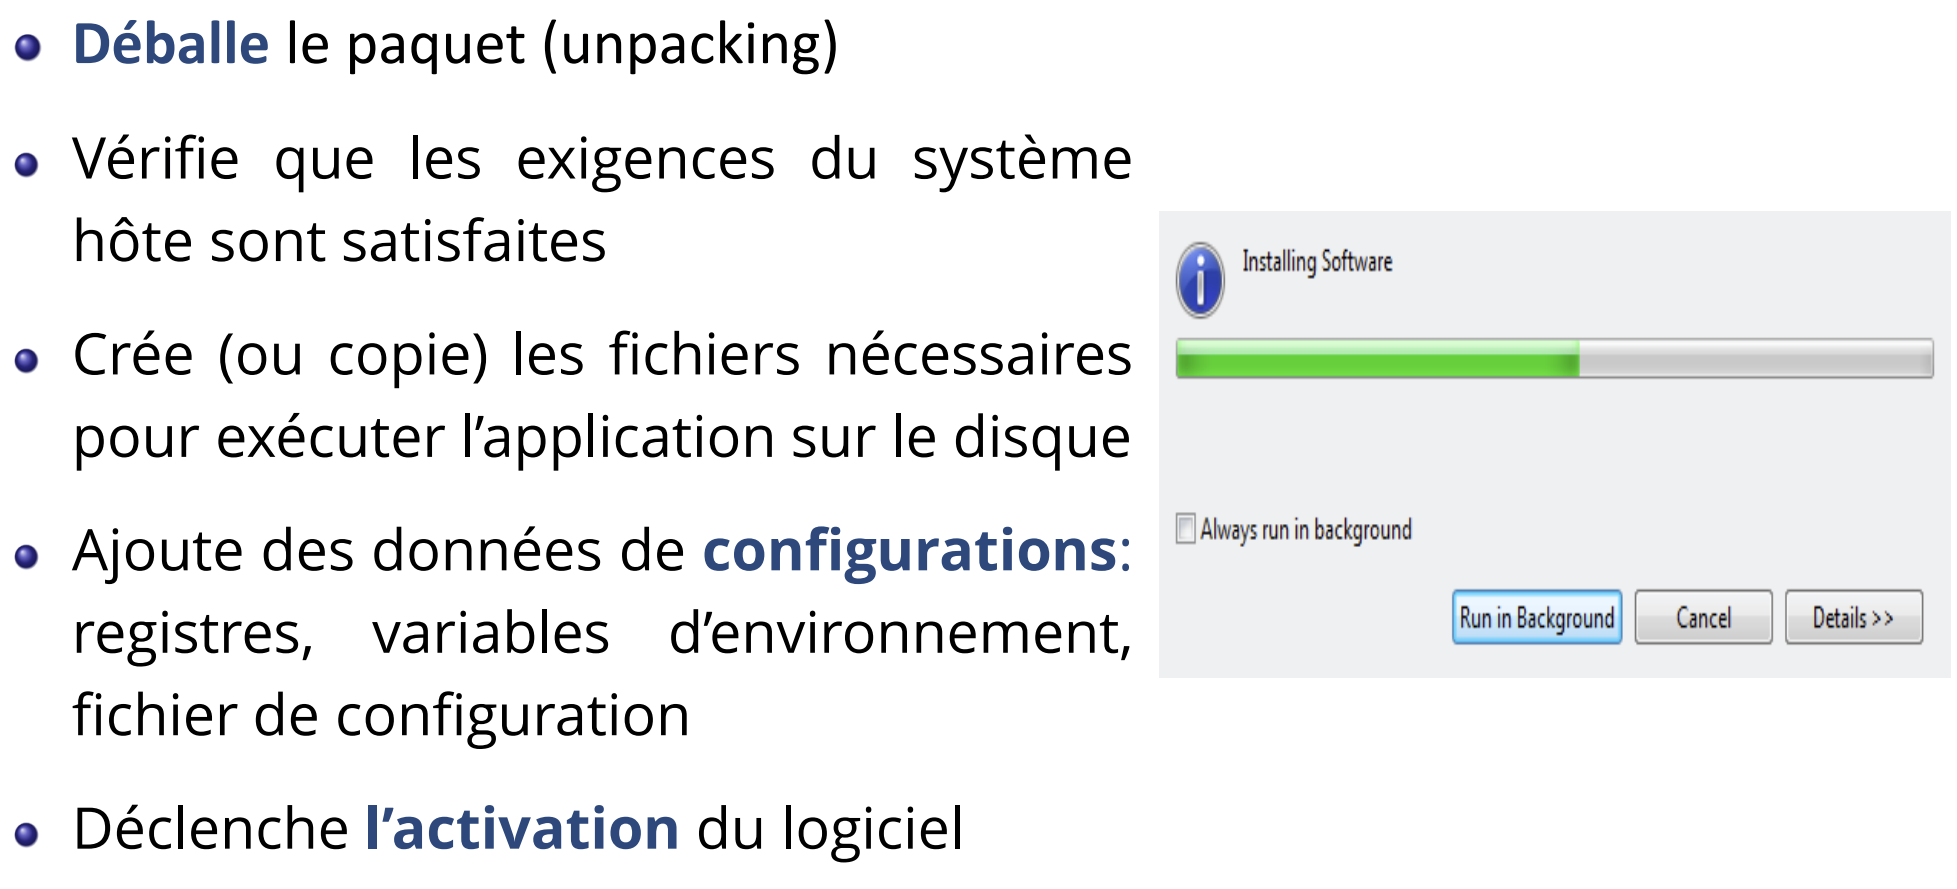 Déballe le paquet (unpacking)
Vérifie que les exigences du système
hôte sont satisfaites
Crée (ou copie) les fichiers nécessaires
pour exécuter l’application sur le disque
Ajoute des données de configurations:
registres, variables d’environnement,
fichier de configuration
Déclenche l’activation du logiciel
Installing Software
Always run in background
Run in Background
Cancel
Details >>